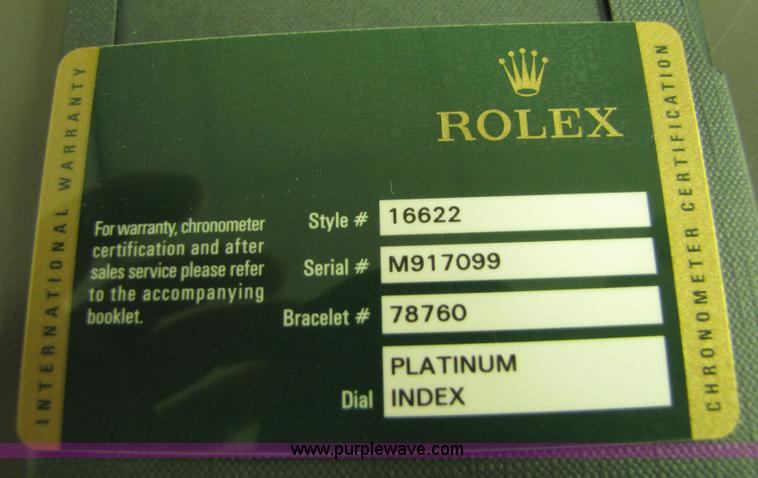 INTERNATIONAL WARRANTY
ROLEX
For warranty, chronometer
certification and after
sales service please refer
to the accompanying
booklet.
Style # 16622
Serial # M917099
Bracelet # 78760
Dial PLATINUM
INDEX
CHRONOMETER CERTIFICATION
www.purplewave.com